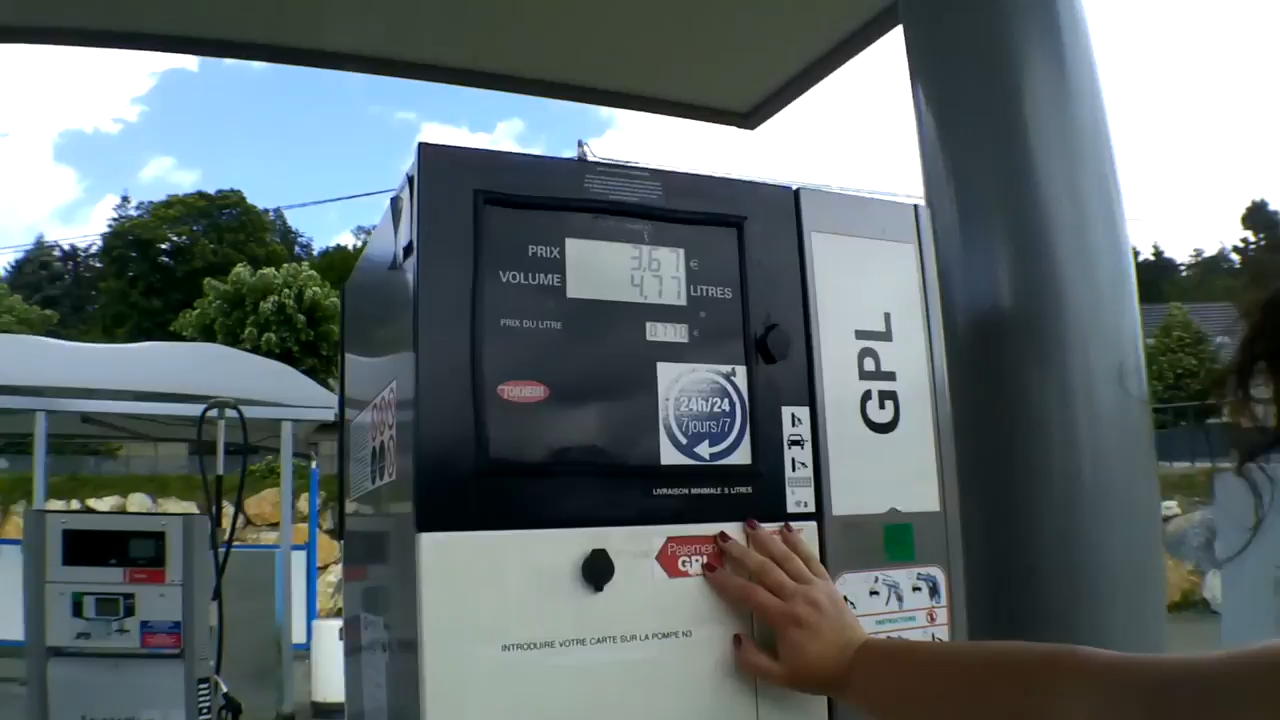 PRIX 3,67 €
VOLUME 4,77 LITRES
PRIX DU LITRE 0.770 €
TOKHEIM
24h/24
7jours/7
LIVRAISON MINIMALE 5 LITRES
GPL
Paiemen
GPL
INTRODUIRE VOTRE CARTE SUR LA POMPE N3
INSTRUCTIONS